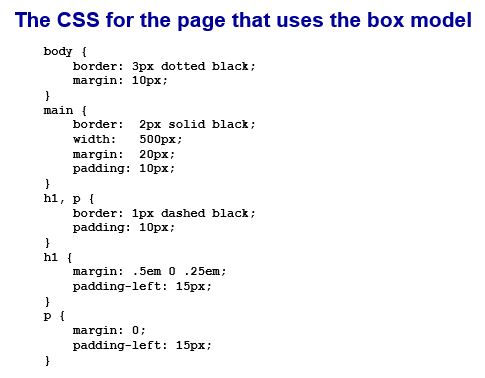 The CSS for the page that uses the box model
body {
    border: 3px dotted black;
    margin: 10px;
}
main {
    border:  2px solid black;
    width:   500px;
    margin:  20px;
    padding: 10px;
}
h1, p {
    border: 1px dashed black;
    padding: 10px;
}
h1 {
    margin: .5em 0 .25em;
    padding-left: 15px;
}
p {
    margin: 0;
    padding-left: 15px;
}